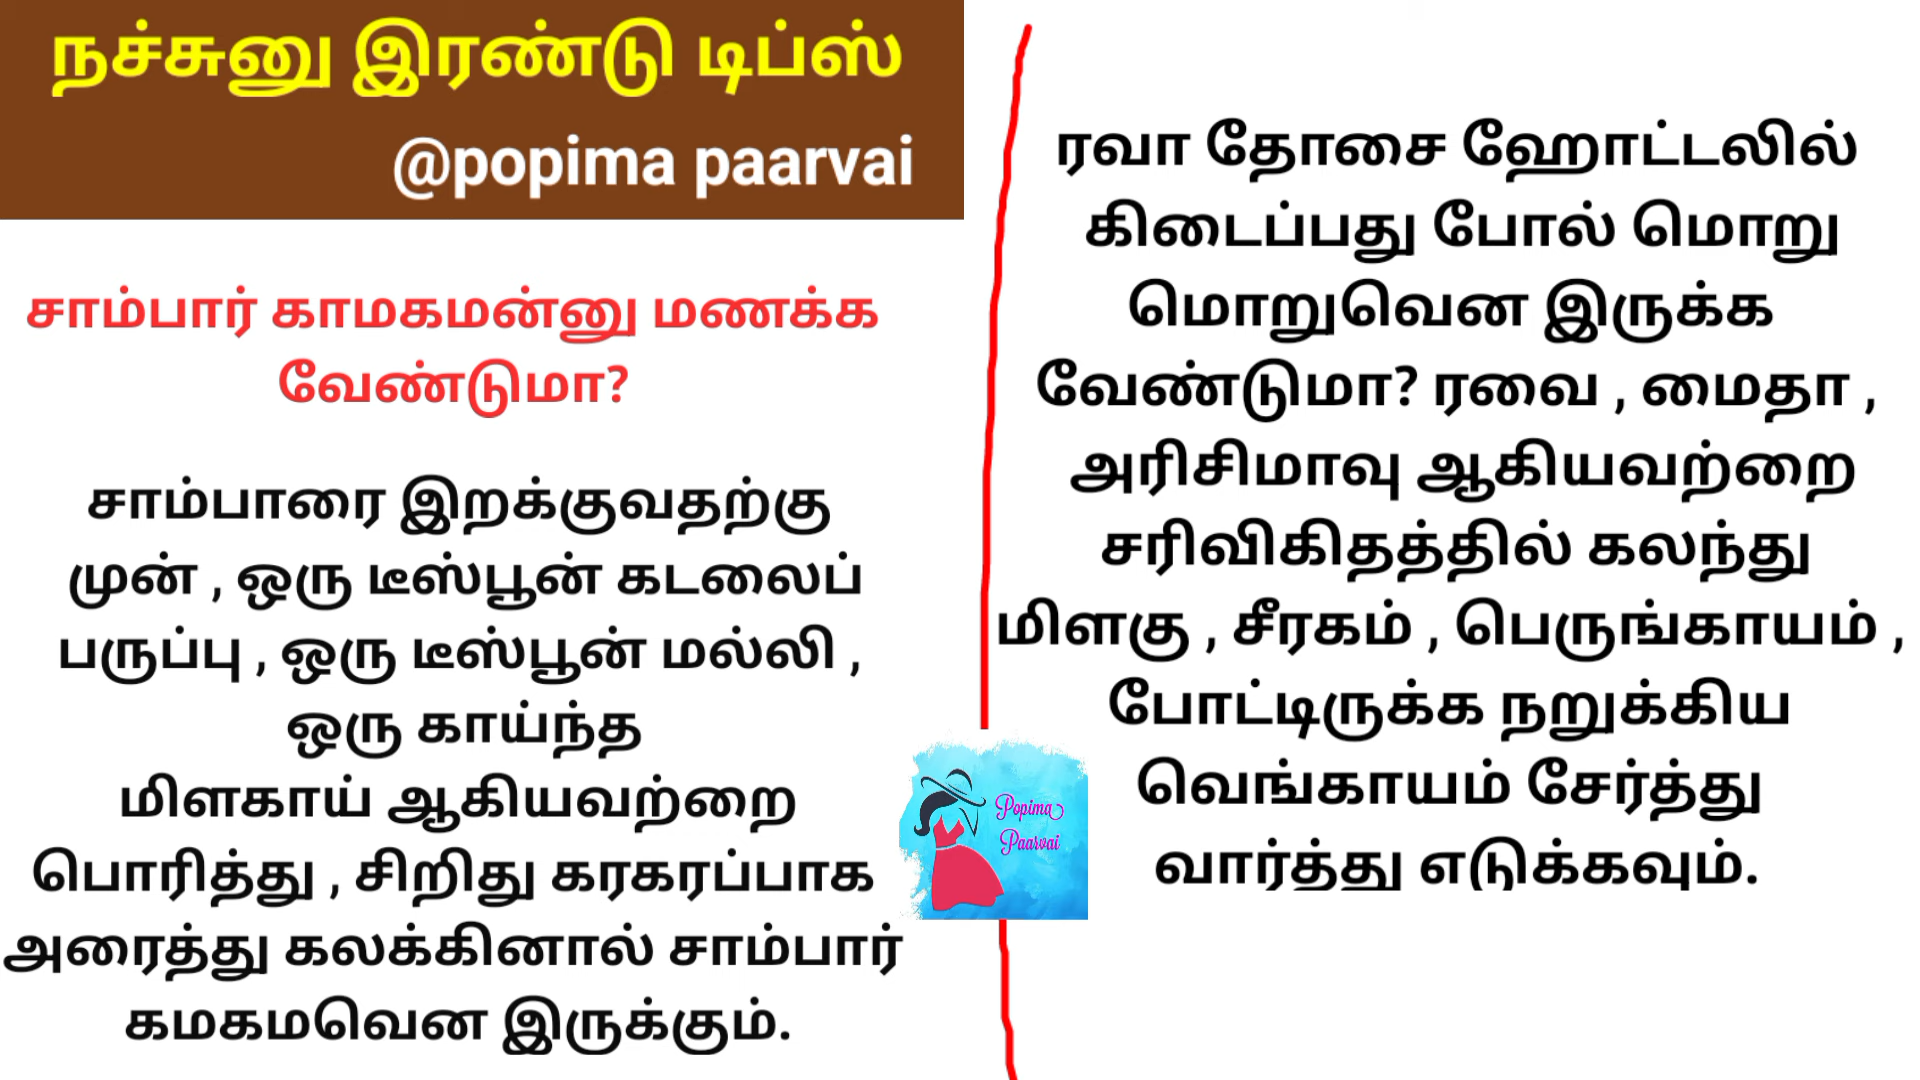 நச்சுனு இரண்டு டிப்ஸ்
@popima paarvai
சாம்பார் காமகமன்னு மணக்க
வேண்டுமா?
சாம்பாரை இறக்குவதற்கு
முன் , ஒரு டீஸ்பூன் கடலைப்
பருப்பு , ஒரு டீஸ்பூன் மல்லி ,
ஒரு காய்ந்த
மிளகாய் ஆகியவற்றை
பொரித்து , சிறிது கரகரப்பாக
அரைத்து கலக்கினால் சாம்பார்
கமகமவென இருக்கும்.
ரவா தோசை ஹோட்டலில்
கிடைப்பது போல் மொறு
மொறுவென இருக்க
வேண்டுமா? ரவை , மைதா ,
அரிசிமாவு ஆகியவற்றை
சரிவிகிதத்தில் கலந்து
மிளகு , சீரகம் , பெருங்காயம் ,
போட்டிருக்க நறுக்கிய
வெங்காயம் சேர்த்து
வார்த்து எடுக்கவும்.
Popima
Paarvai